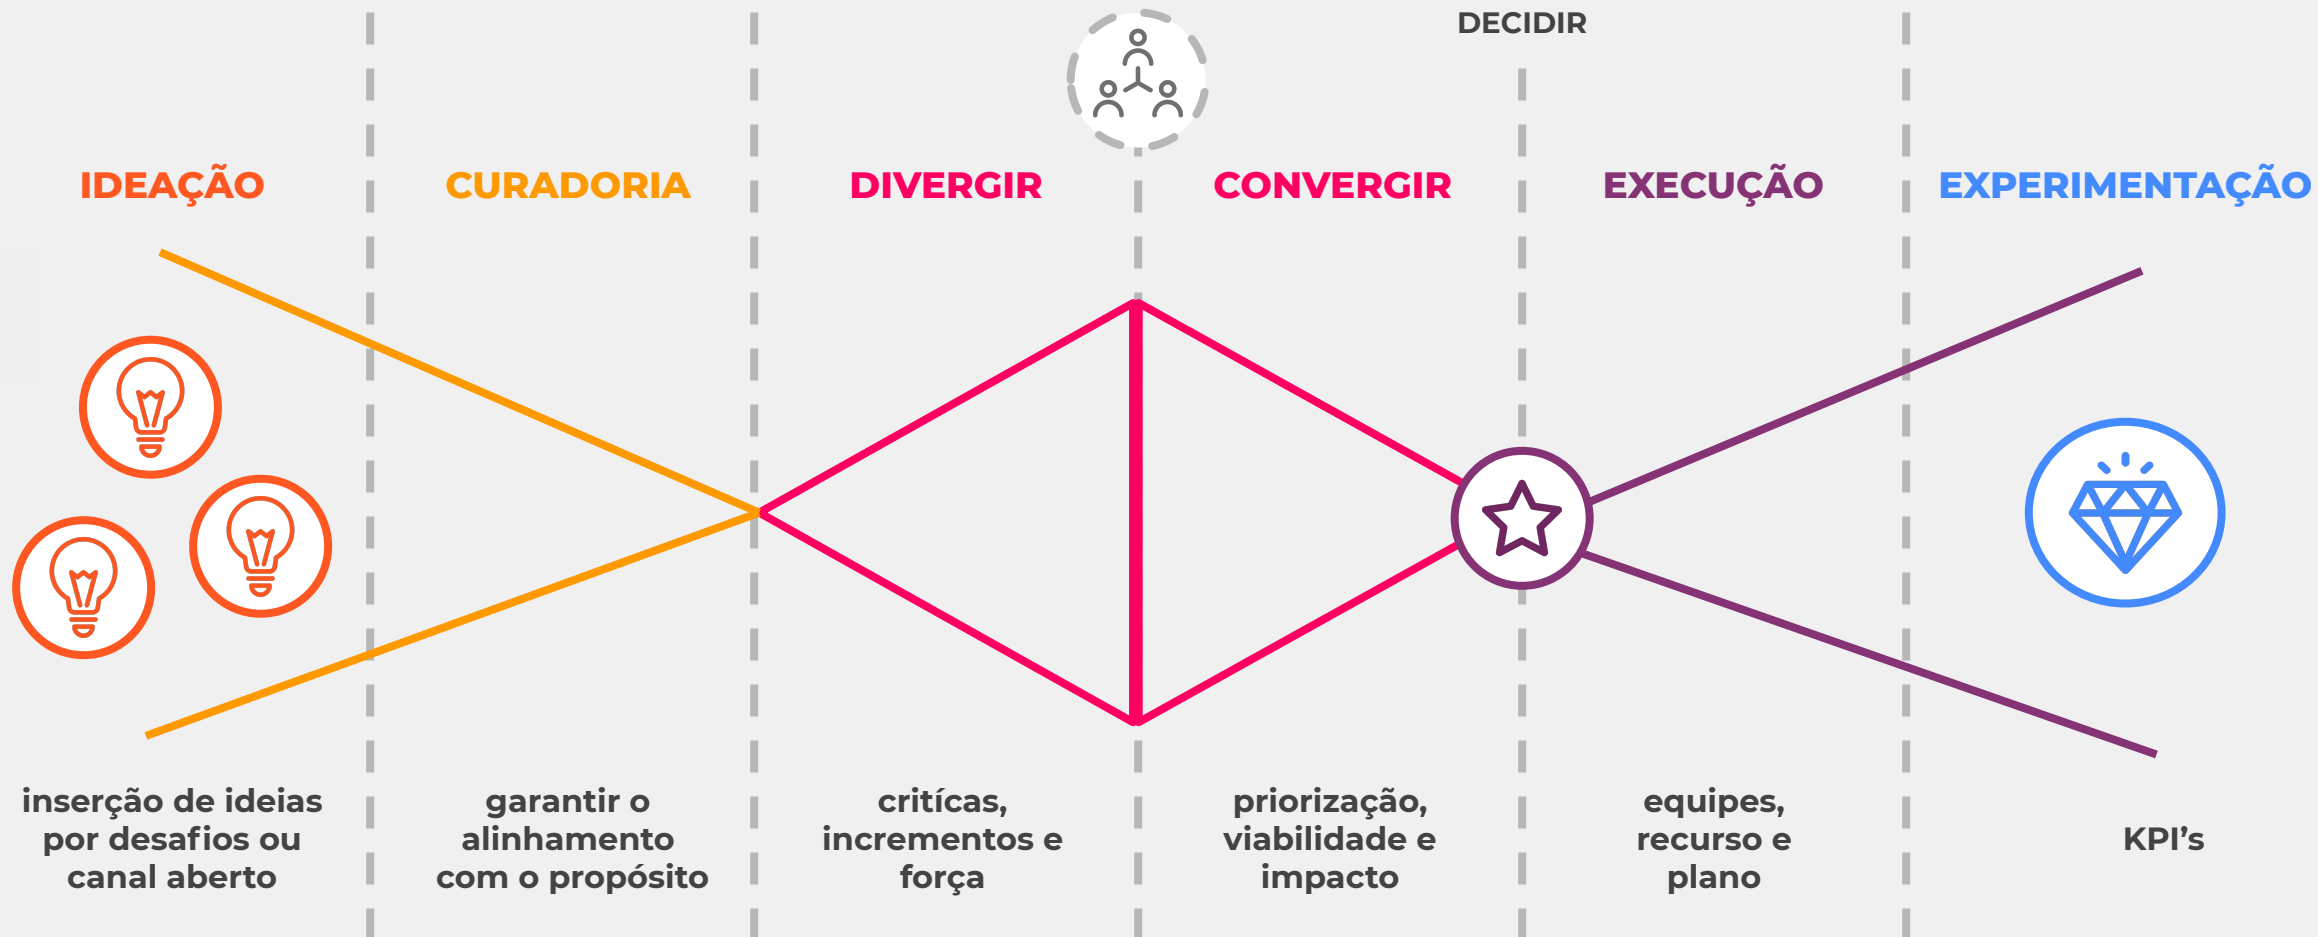 DECIDIR
IDEAÇÃO
CURADORIA
DIVERGIR
CONVERGIR
EXECUÇÃO
EXPERIMENTAÇÃO
inserção de ideias
por desafios ou
canal aberto
garantir o
alinhamento
com o propósito
critícas,
incrementos e
força
priorização,
viabilidade e
impacto
equipes,
recurso e
plano
KPI’s